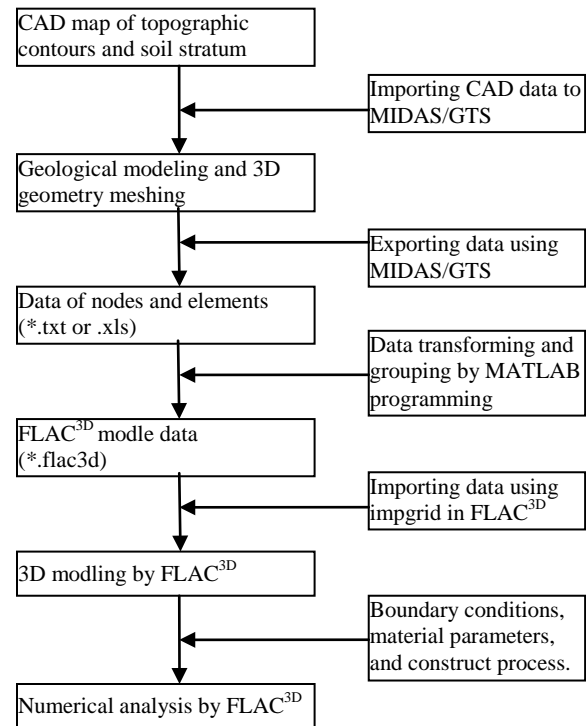 CAD map of topographic
contours and soil stratum
Importing CAD data to
MIDAS/GTS
Geological modeling and 3D
geometry meshing
Exporting data using
MIDAS/GTS
Data of nodes and elements
(*.txt or .xls)
Data transforming and
grouping by MATLAB
programming
FLAC3D modle data
(*.flac3d)
Importing data using
impgrid in FLAC3D
3D modling by FLAC3D
Boundary conditions,
material parameters,
and construct process.
Numerical analysis by FLAC3D